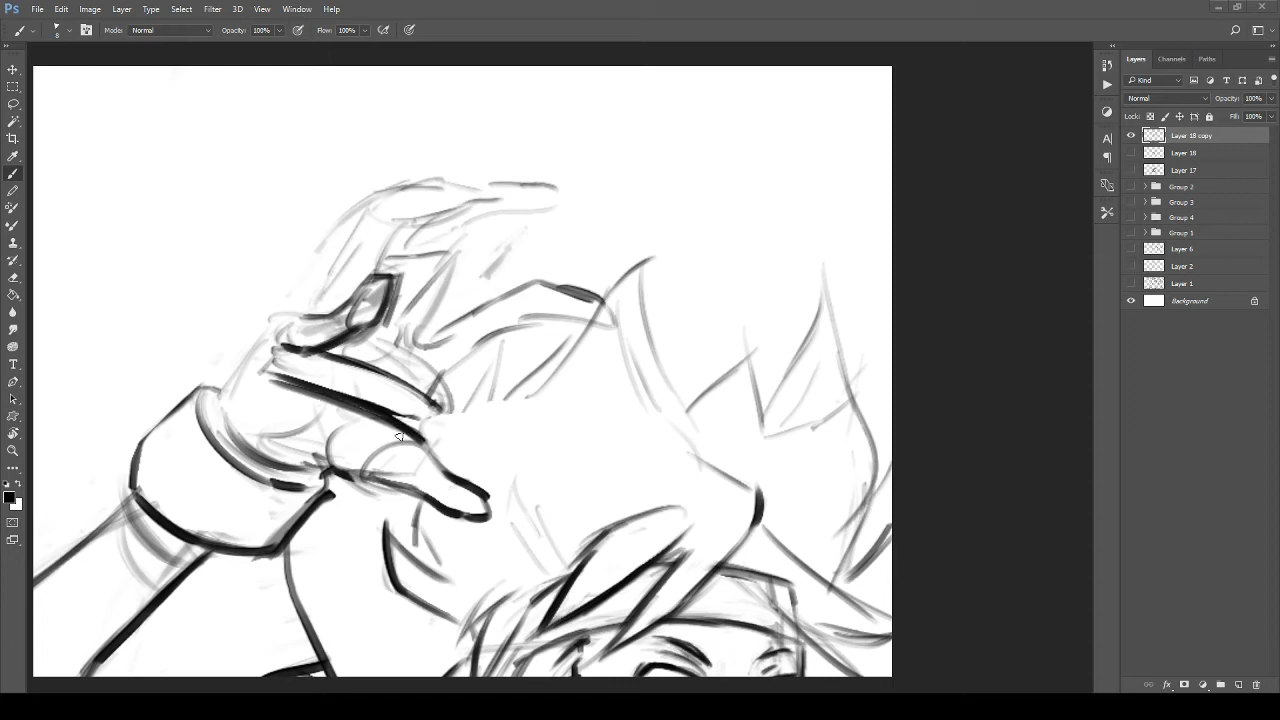 Ps File Edit Image Layer Type Select Filter 3D View Window Help
8 Mode: Normal Opacity: 100% Flow: 100%
Layers Channels Paths
Kind
Normal Opacity: 100%
Lock: Fill: 100%
Layer 18 copy
Layer 18
Layer 17
Group 2
Group 3
Group 4
Group 1
Layer 6
Layer 2
Layer 1
Background
fx